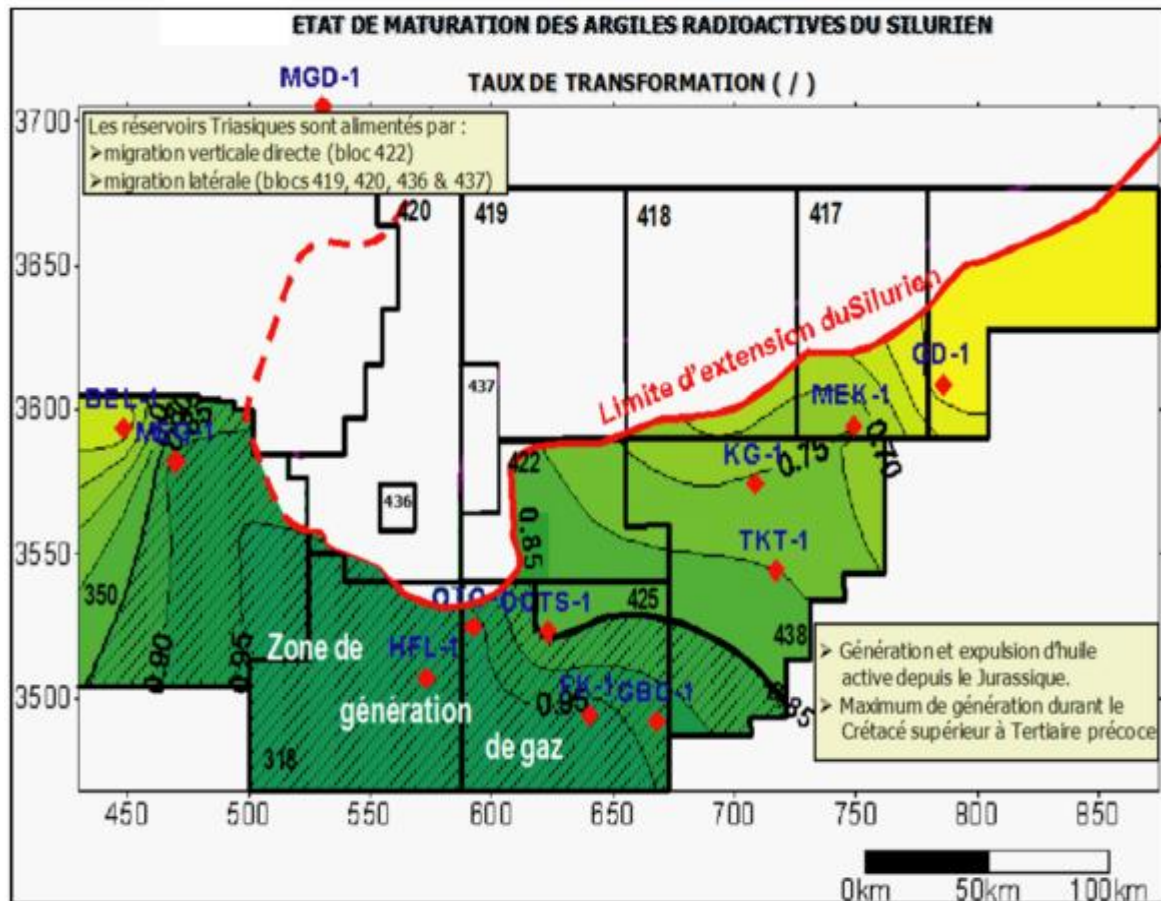 ETAT DE MATURATION DES ARGILES RADIOACTIVES DU SILURIEN
TAUX DE TRANSFORMATION ( / )
MGD-1
Les réservoirs Triasiques sont alimentés par :
➢migration verticale directe (bloc 422)
➢migration latérale (blocs 419, 420, 436 & 437)
3700
3650
3600
3550
3500
420
419
418
417
Limite d'extension duSilurien
437
436
422
BEL-1
MEK-1
KG-1
0.75
0.70
TKT-1
0.85
350
0.90
0.95
425
438
OCTS-1
Zone de
HFL-1
génération
de gaz
0.95
0.85
318
➢ Génération et expulsion d'huile
active depuis le Jurassique.
➢ Maximum de génération durant le
Crétacé supérieur à Tertiaire précoce
450
500
550
600
650
700
750
800
850
0km
50km
100km